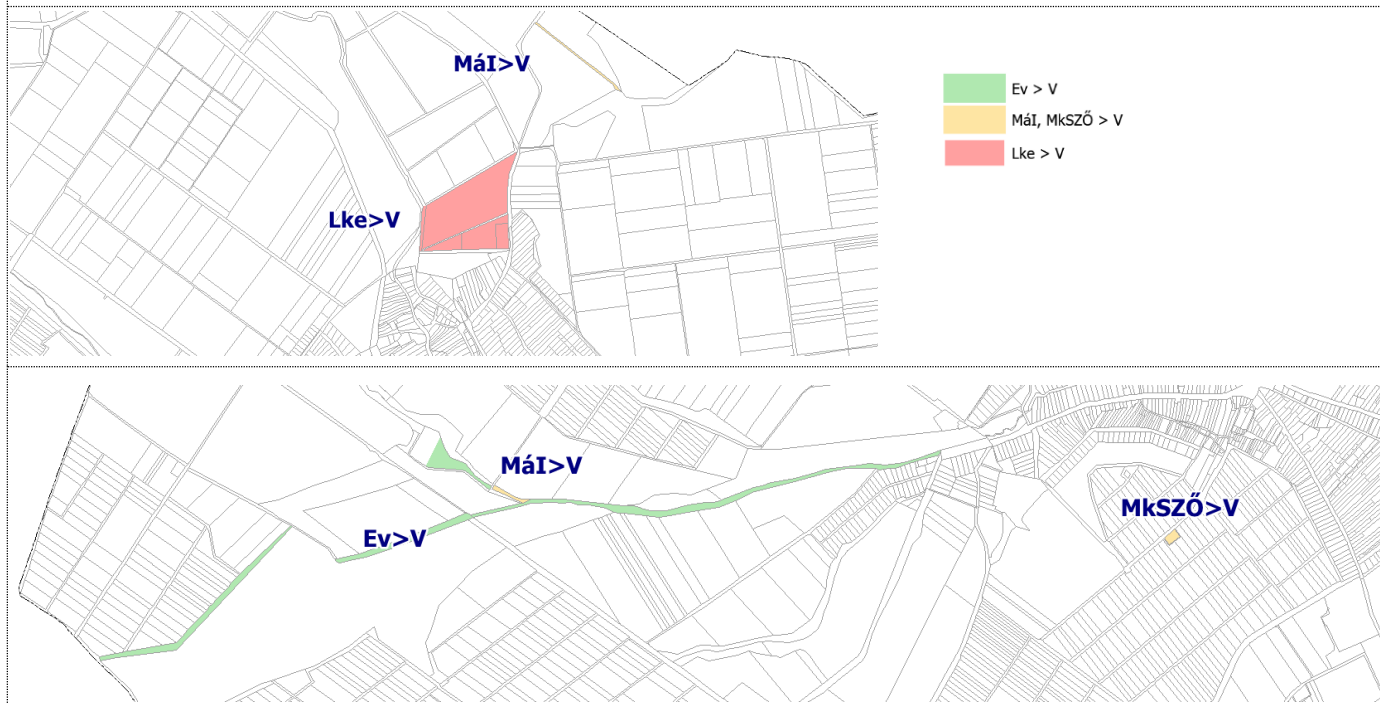 MáI>V
Lke>V
Ev > V
MáI, MkSZŐ > V
Lke > V
MáI>V
Ev>V
MkSZŐ>V